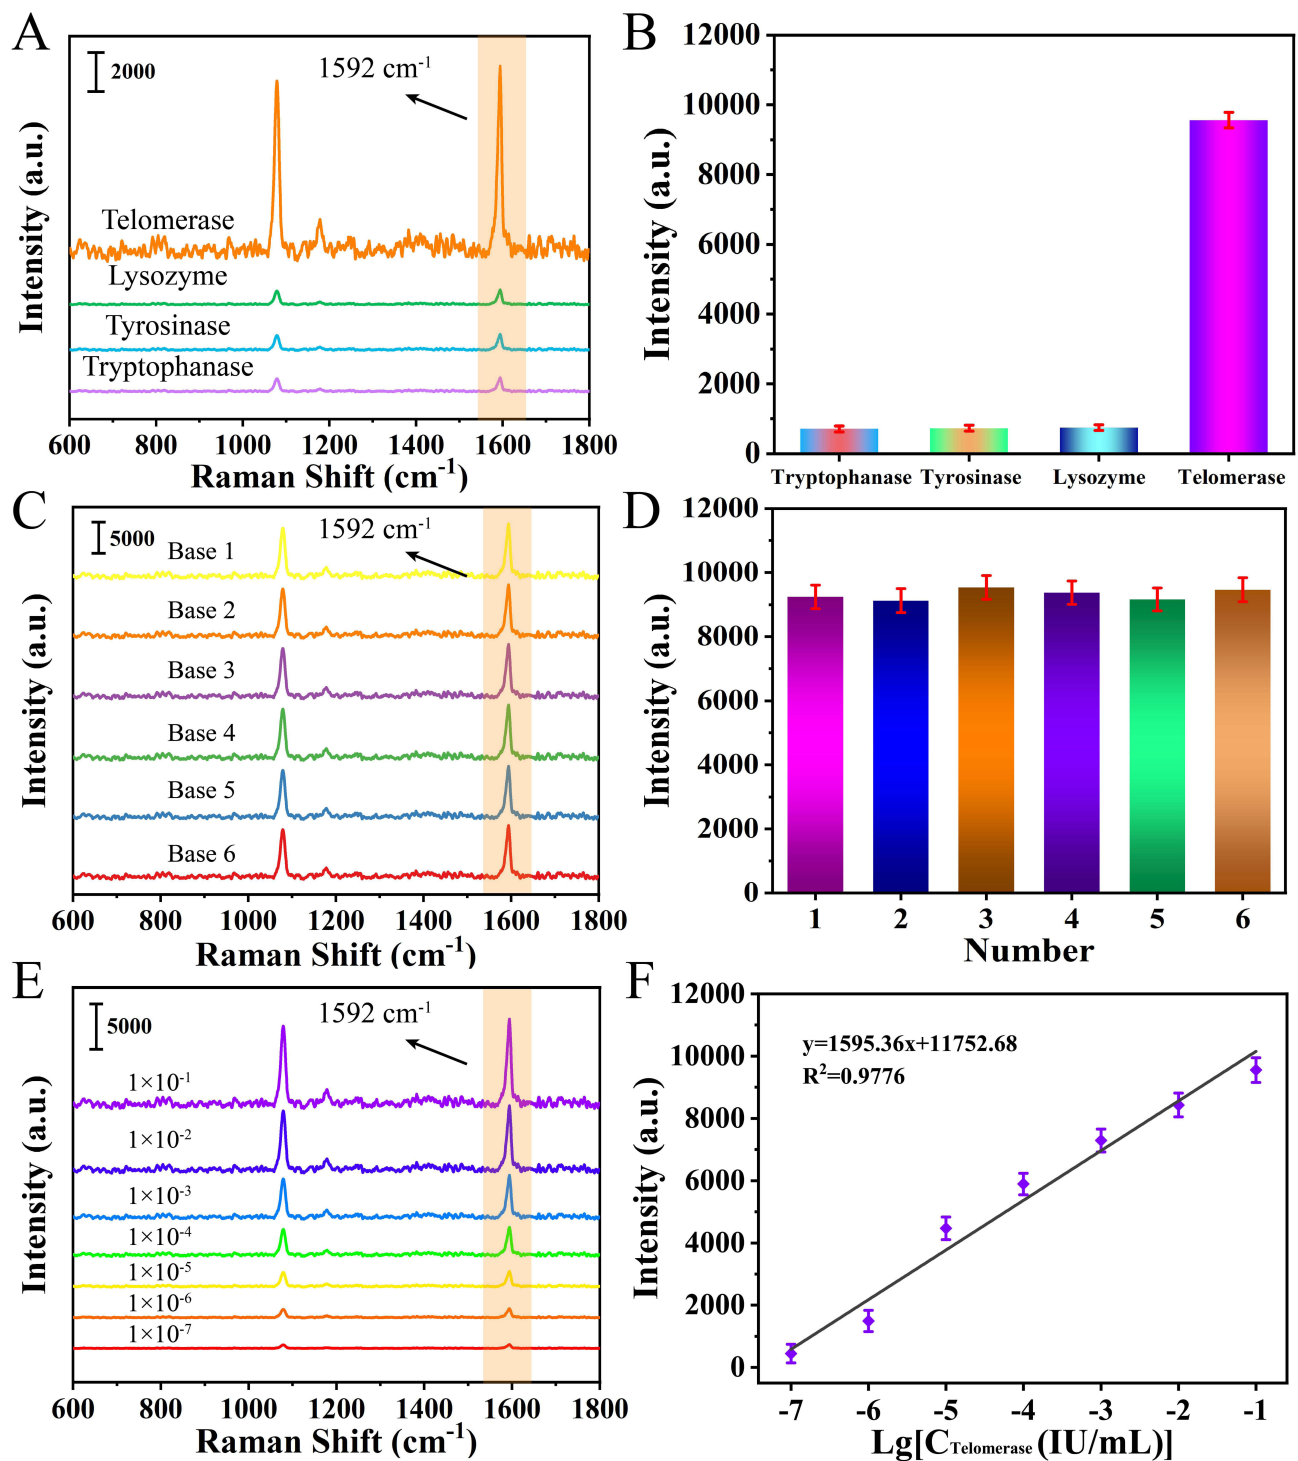 A
2000
1592 cm⁻¹
Telomerase
Lysozyme
Tyrosinase
Tryptophanase
Intensity (a.u.)
600 800 1000 1200 1400 1600 1800
Raman Shift (cm⁻¹)
B
12000
10000
8000
6000
4000
2000
0
Intensity (a.u.)
Tryptophanase Tyrosinase Lysozyme Telomerase
C
5000
1592 cm⁻¹
Base 1
Base 2
Base 3
Base 4
Base 5
Base 6
Intensity (a.u.)
600 800 1000 1200 1400 1600 1800
Raman Shift (cm⁻¹)
D
12000
10000
8000
6000
4000
2000
0
Intensity (a.u.)
1 2 3 4 5 6
Number
E
5000
1592 cm⁻¹
1×10⁻¹
1×10⁻²
1×10⁻³
1×10⁻⁴
1×10⁻⁵
1×10⁻⁶
1×10⁻⁷
Intensity (a.u.)
600 800 1000 1200 1400 1600 1800
Raman Shift (cm⁻¹)
F
12000
10000
8000
6000
4000
2000
0
Intensity (a.u.)
y=1595.36x+11752.68
R²=0.9776
-7 -6 -5 -4 -3 -2 -1
Lg[C Telomerase (IU/mL)]